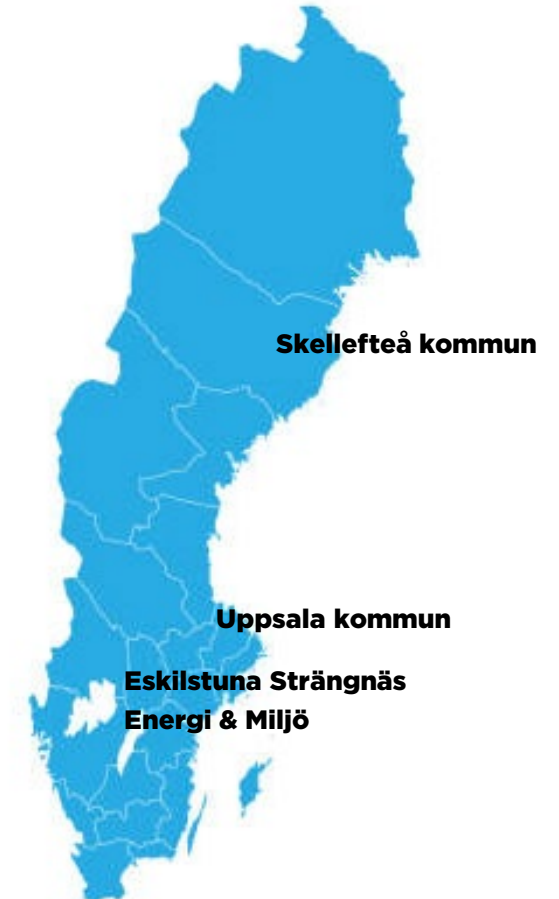 Skellefteå kommun
Uppsala kommun
Eskilstuna Strängnäs
Energi & Miljö